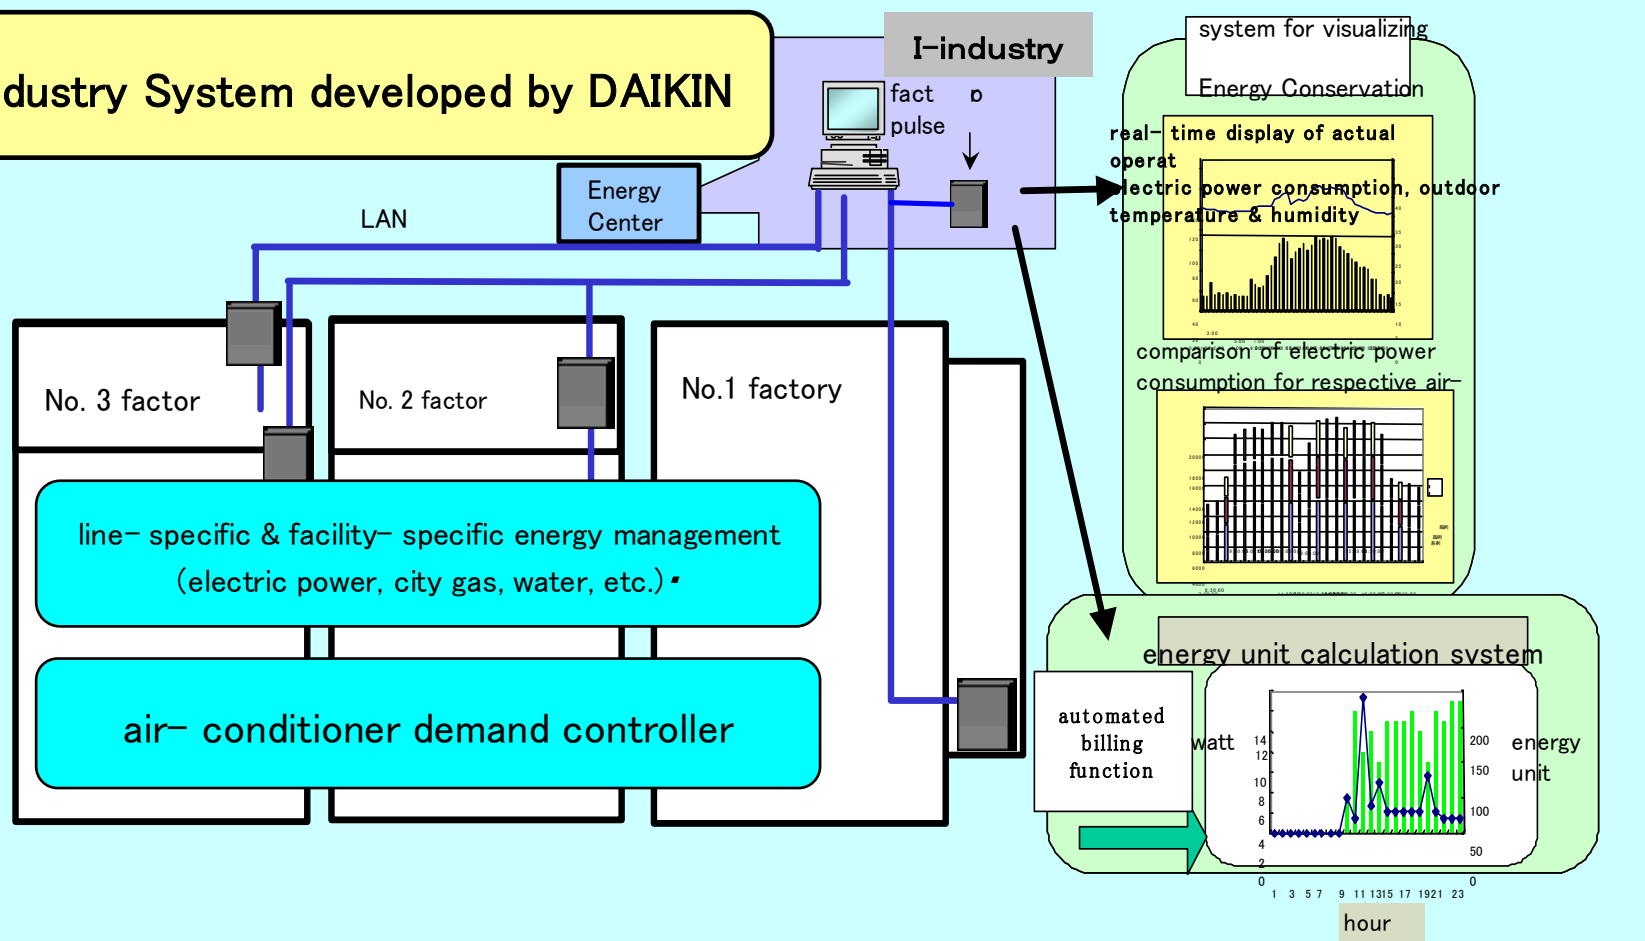 dustry System developed by DAIKIN
I-industry
fact
pulse
Energy
Center
LAN
No. 3 factor
No. 2 factor
No.1 factory
line- specific & facility- specific energy management
(electric power, city gas, water, etc.)
air- conditioner demand controller
system for visualizing
Energy Conservation
real- time display of actual
operat
electric power consumption, outdoor
temperature & humidity
comparison of electric power
consumption for respective air-
energy unit calculation system
automated
billing
function
watt
14
12
10
8
6
4
2
0
200
150
100
50
0
energy
unit
1 3 5 7 9 11 13 15 17 19 21 23
hour